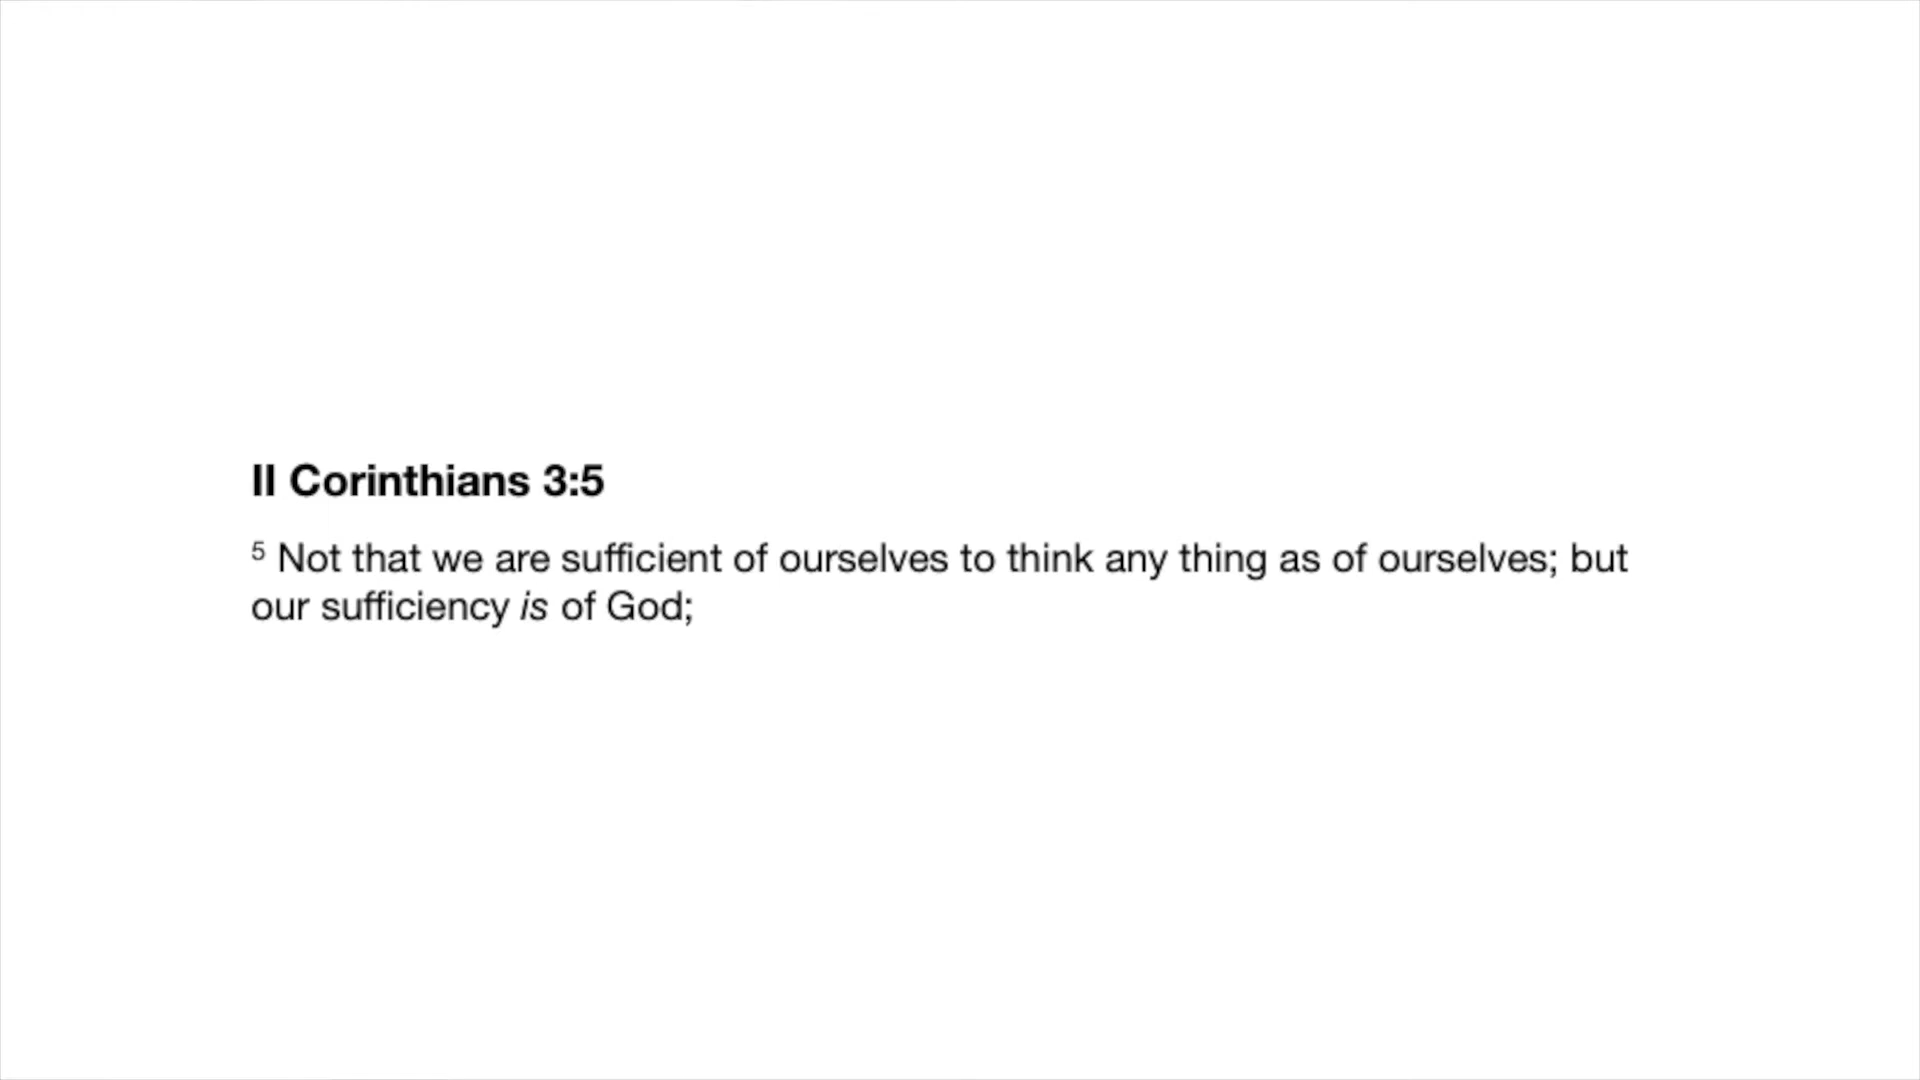 II Corinthians 3:5
5 Not that we are sufficient of ourselves to think any thing as of ourselves; but
our sufficiency is of God;